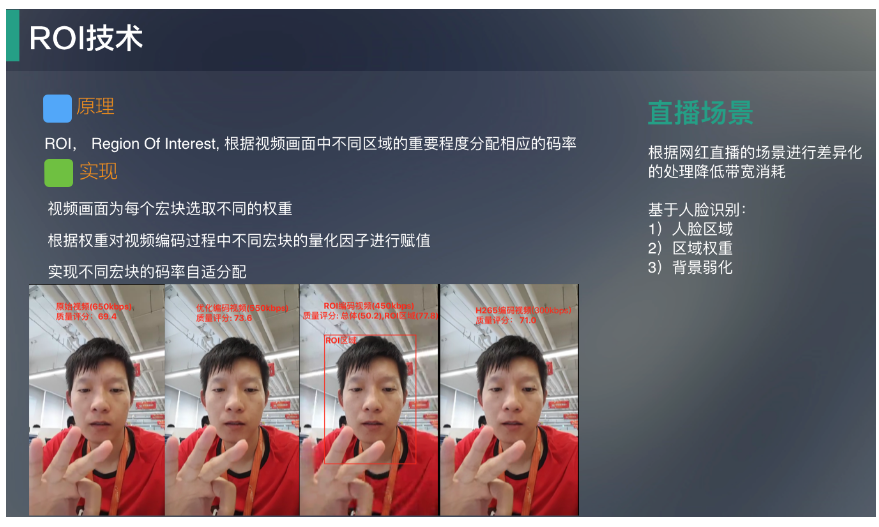 ROI技术
原理
ROI， Region Of Interest, 根据视频画面中不同区域的重要程度分配相应的码率
实现
视频画面为每个宏块选取不同的权重
根据权重对视频编码过程中不同宏块的量化因子进行赋值
实现不同宏块的码率自适分配
原始视频(650kbps),
质量评分： 69.4
优化编码视频(550kbps)
质量评分: 73.6
ROI编码视频(450kbps)
质量评分: 总体(50.2),ROI区域(77.8)
ROI区域
H265编码视频
质量评分： 71.0
直播场景
根据网红直播的场景进行差异化
的处理降低带宽消耗
基于人脸识别：
1）人脸区域
2）区域权重
3）背景弱化